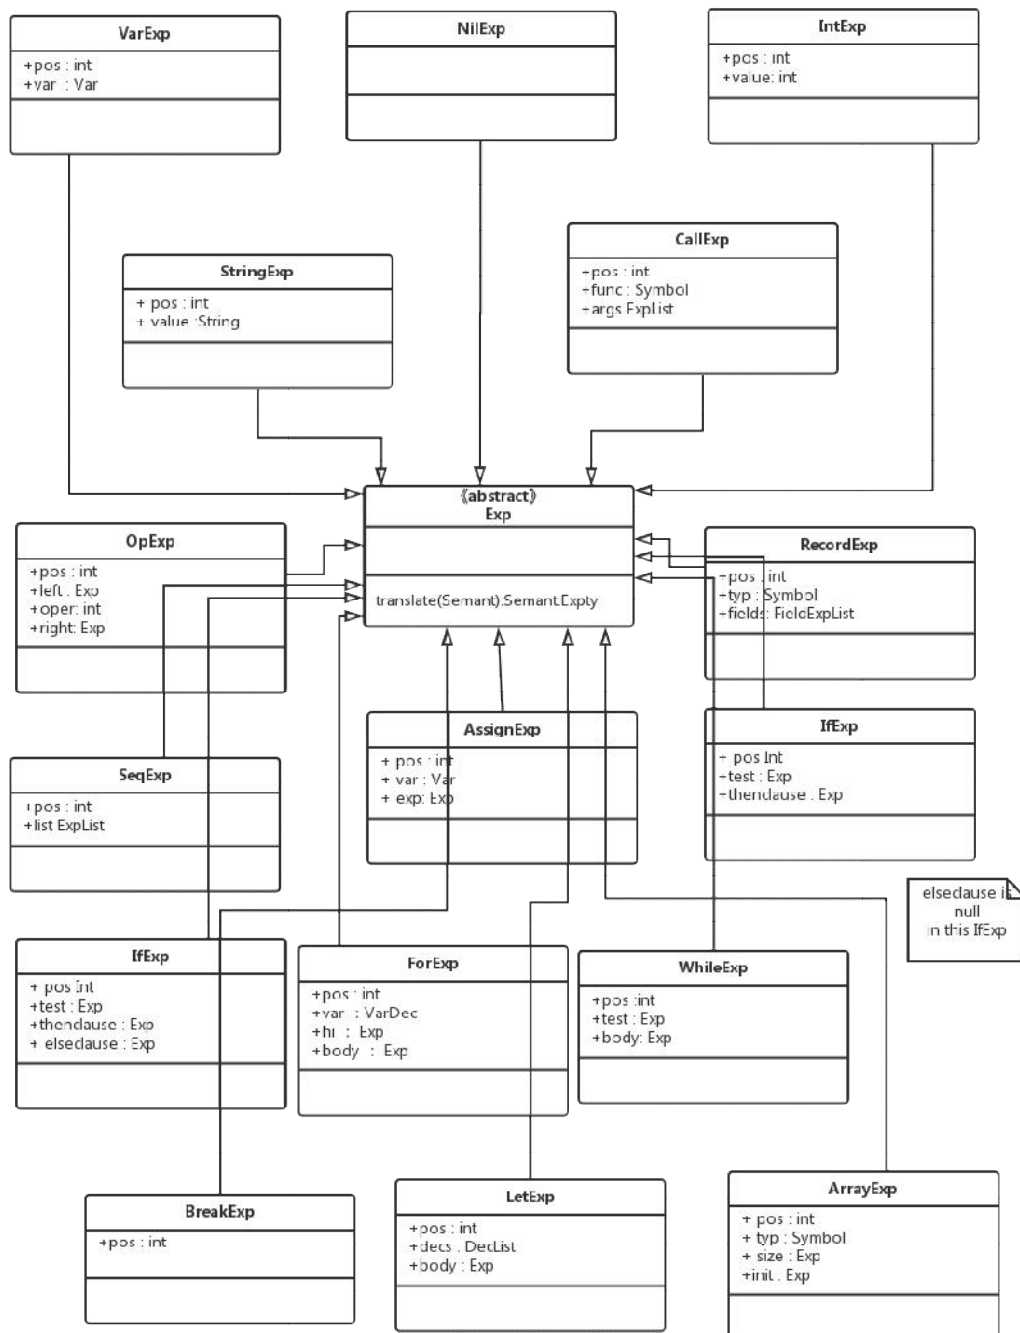 VarExp
+pos : int
+var : Var
NilExp
IntExp
+pos : int
+value: int
StringExp
+ pos : int
+ value :String
CallExp
+pos : int
+func : Symbol
+args ExpList
《abstract》
Exp
translate(Semant):Semant.Expty
OpExp
+pos : int
+left : Exp
+oper: int
+right: Exp
RecordExp
+pos : int
+typ : Symbol
+fields: FieldExpList
SeqExp
+pos : int
+list ExpList
AssignExp
+ pos : int
+ var : Var
+ exp: Exp
IfExp
+ pos Int
+test : Exp
+thenclause : Exp
elseclause is
null
in this IfExp
IfExp
+ pos Int
+test : Exp
+thenclause : Exp
+ elseclause : Exp
ForExp
+pos : int
+var : VarDec
+hi : Exp
+body : Exp
WhileExp
+pos :int
+test : Exp
+body: Exp
BreakExp
+pos : int
LetExp
+pos : int
+decs : DecList
+body : Exp
ArrayExp
+ pos : int
+ typ : Symbol
+ size : Exp
+init : Exp